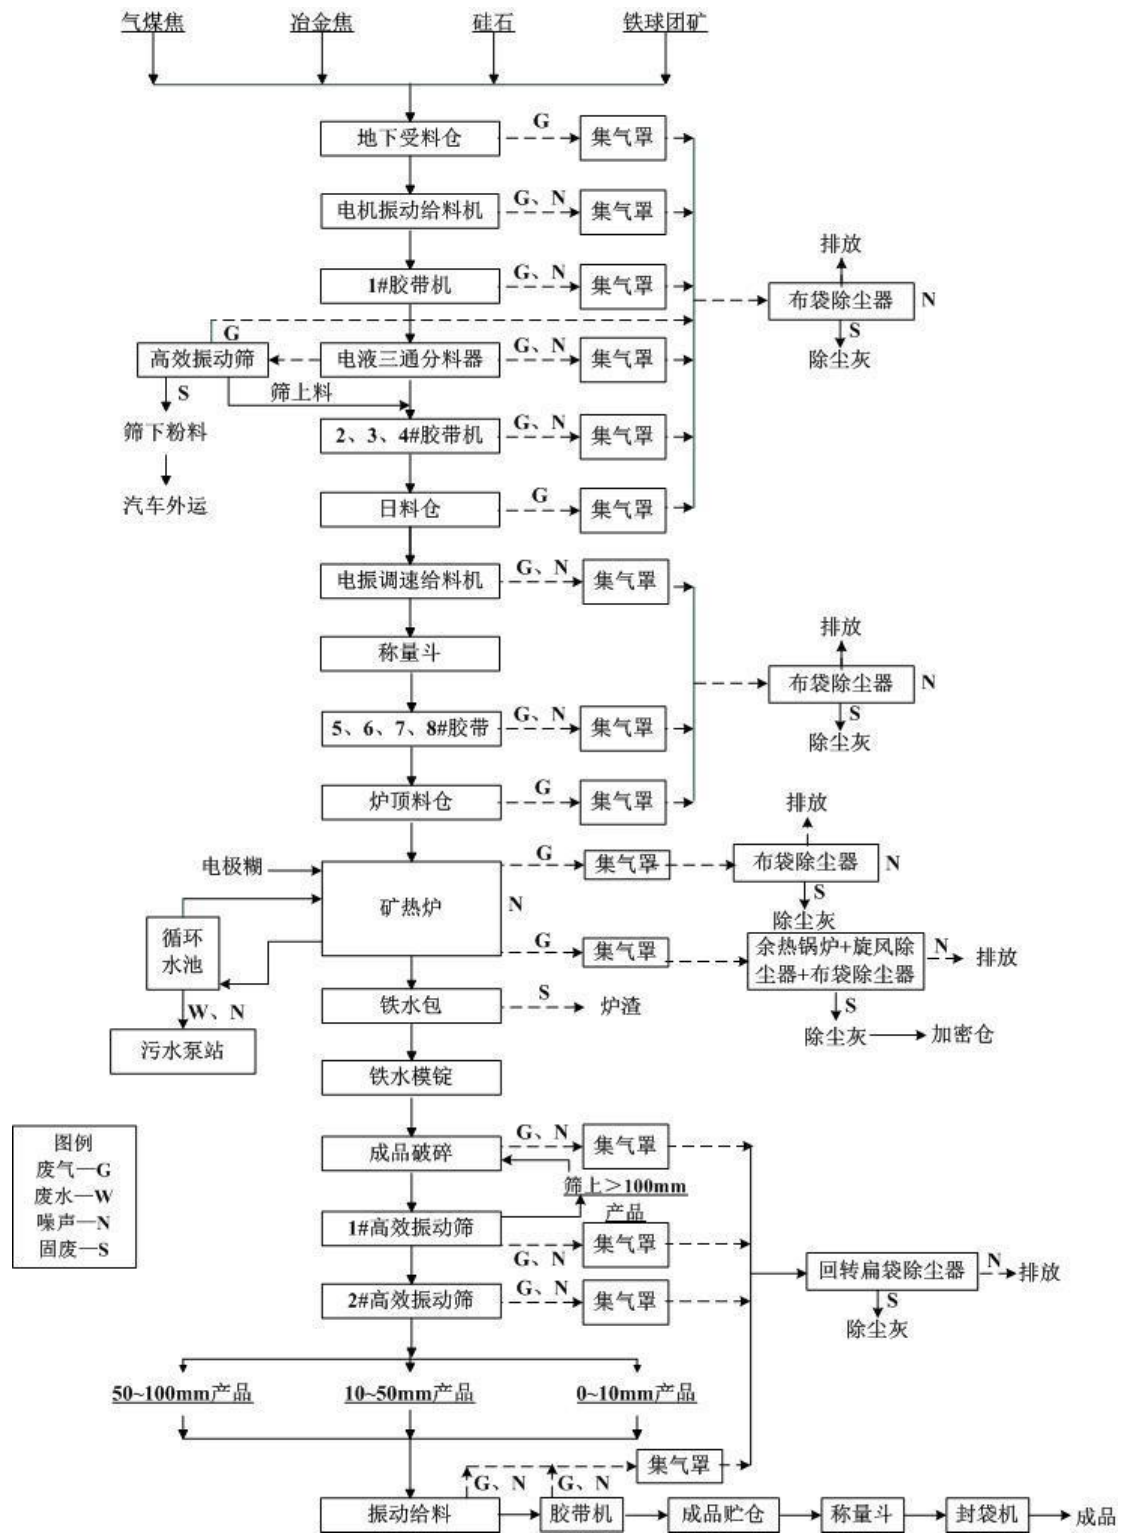 气煤焦 冶金焦 硅石 铁球团矿
地下受料仓 G 集气罩
电机振动给料机 G、N 集气罩
排放
1#胶带机 G、N 集气罩 布袋除尘器 N
G S
高效振动筛 电液三通分料器 G、N 集气罩 除尘灰
S 筛上料
筛下粉料 2、3、4#胶带机 G、N 集气罩
汽车外运 日料仓 G 集气罩
电振调速给料机 G、N 集气罩
排放
称量斗
布袋除尘器 N
S
5、6、7、8#胶带 G、N 集气罩 除尘灰
炉顶料仓 G 集气罩 排放
电极糊 G 集气罩 布袋除尘器 N
S
矿热炉 N 除尘灰
循环
水池
G 集气罩 余热锅炉+旋风除
尘器+布袋除尘器 N 排放
S
铁水包 S 炉渣
W、N
除尘灰 加密仓
污水泵站
铁水模锭
成品破碎 G、N 集气罩
图例
废气—G
废水—W
噪声—N
固废—S
筛上＞100mm
产品
1#高效振动筛 G、N 集气罩
回转扁袋除尘器 N 排放
S
除尘灰
2#高效振动筛 G、N 集气罩
50~100mm产品 10~50mm产品 0~10mm产品
G、N G、N 集气罩
振动给料 胶带机 成品贮仓 称量斗 封袋机 成品